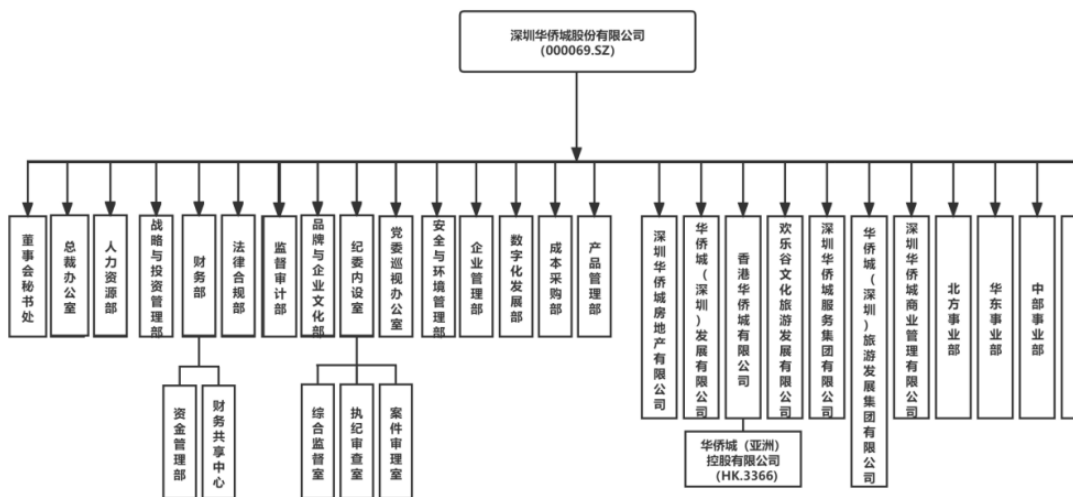 深圳华侨城股份有限公司
（000069.SZ）
董事会秘书处
总裁办公室
人力资源部
战略与投资管理部
财务部
法律合规部
监督审计部
品牌与企业文化部
纪委内设室
党委巡视办公室
安全与环境管理部
企业管理部
数字化发展部
成本采购部
产品管理部
深圳华侨城房地产有限公司
华侨城（深圳）发展有限公司
香港华侨城有限公司
欢乐谷文化旅游发展有限公司
深圳华侨城服务集团有限公司
华侨城（深圳）旅游发展集团有限公司
深圳华侨城商业管理有限公司
北方事业部
华东事业部
中部事业部
资金管理部
财务共享中心
综合监督室
执纪审查室
案件审理室
华侨城（亚洲）
控股有限公司
（HK.3366）